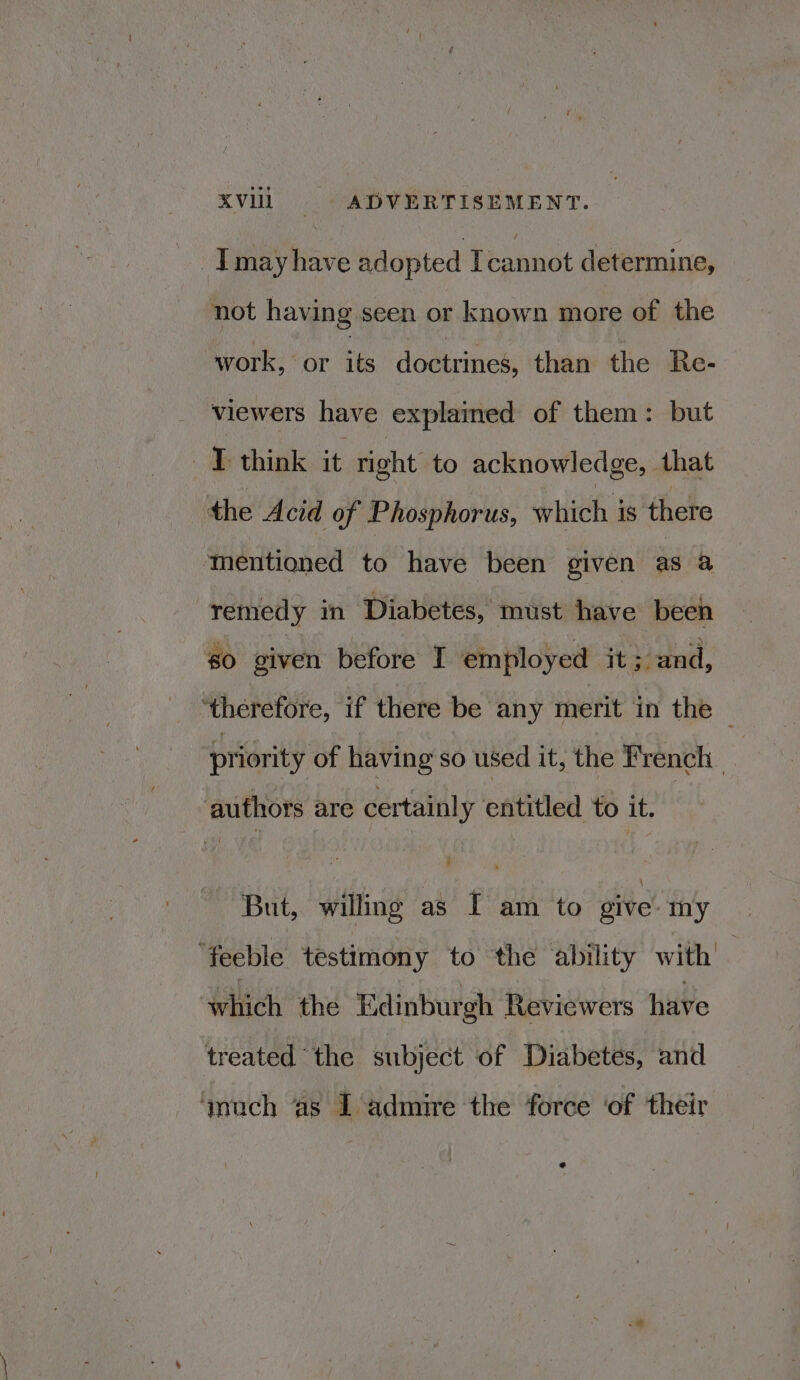 xviii ADVERTISEMENT.
I may have adopted I cannot determine,
not having seen or known more of the
work, or its doctrines, than the Re-
viewers have explained of them: but
I think it right to acknowledge, that
the Acid of Phosphorus, which is there
mentioned to have been given as a
remedy in Diabetes, must have been
so given before I employed it; and,
therefore, if there be any merit in the
priority of having so used it, the French
authors are certainly entitled to it.
But, willing as I am to give my
feeble testimony to the ability with
which the Edinburgh Reviewers have
treated the subject of Diabetes, and
much as I admire the force of their